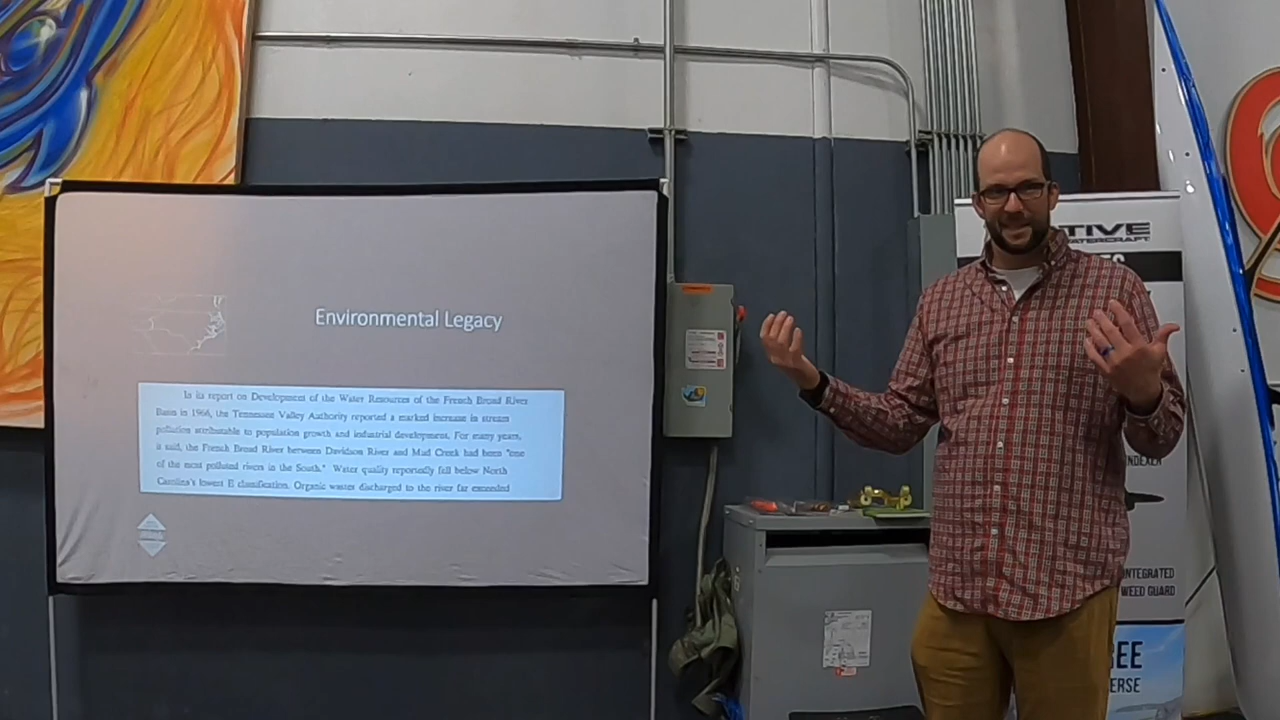 Environmental Legacy
In its report on Development of the Water Resources of the French Broad River
Basin in 1966, the Tennessee Valley Authority reported a marked increase in stream
pollution attributable to population growth and industrial development. For many years,
it said, the French Broad River between Davidson River and Mud Creek had been "one
of the most polluted rivers in the South." Water quality reportedly fell below North
Carolina's lowest E classification. Organic wastes discharged to the river far exceeded
TIVE
WATERCRAFT
INTEGRATED
WEED GUARD
REE
ERSE